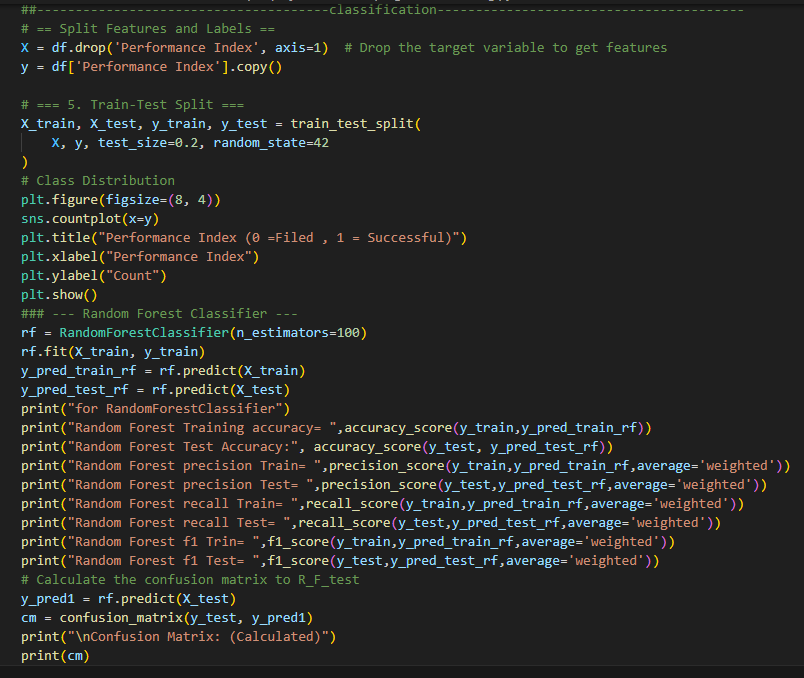 ##--------------------------------------classification---------------------------------------
# == Split Features and Labels ==
X = df.drop('Performance Index', axis=1)  # Drop the target variable to get features
y = df['Performance Index'].copy()

# === 5. Train-Test Split ===
X_train, X_test, y_train, y_test = train_test_split(
    X, y, test_size=0.2, random_state=42
)
# Class Distribution
plt.figure(figsize=(8, 4))
sns.countplot(x=y)
plt.title("Performance Index (0 =Filed , 1 = Successful)")
plt.xlabel("Performance Index")
plt.ylabel("Count")
plt.show()
### --- Random Forest Classifier ---
rf = RandomForestClassifier(n_estimators=100)
rf.fit(X_train, y_train)
y_pred_train_rf = rf.predict(X_train)
y_pred_test_rf = rf.predict(X_test)
print("for RandomForestClassifier")
print("Random Forest Training accuracy= ",accuracy_score(y_train,y_pred_train_rf))
print("Random Forest Test Accuracy:", accuracy_score(y_test, y_pred_test_rf))
print("Random Forest precision Train= ",precision_score(y_train,y_pred_train_rf,average='weighted'))
print("Random Forest precision Test= ",precision_score(y_test,y_pred_test_rf,average='weighted'))
print("Random Forest recall Train= ",recall_score(y_train,y_pred_train_rf,average='weighted'))
print("Random Forest recall Test= ",recall_score(y_test,y_pred_test_rf,average='weighted'))
print("Random Forest f1 Trin= ",f1_score(y_train,y_pred_train_rf,average='weighted'))
print("Random Forest f1 Test= ",f1_score(y_test,y_pred_test_rf,average='weighted'))
# Calculate the confusion matrix to R_F_test
y_pred1 = rf.predict(X_test)
cm = confusion_matrix(y_test, y_pred1)
print("\nConfusion Matrix: (Calculated)")
print(cm)